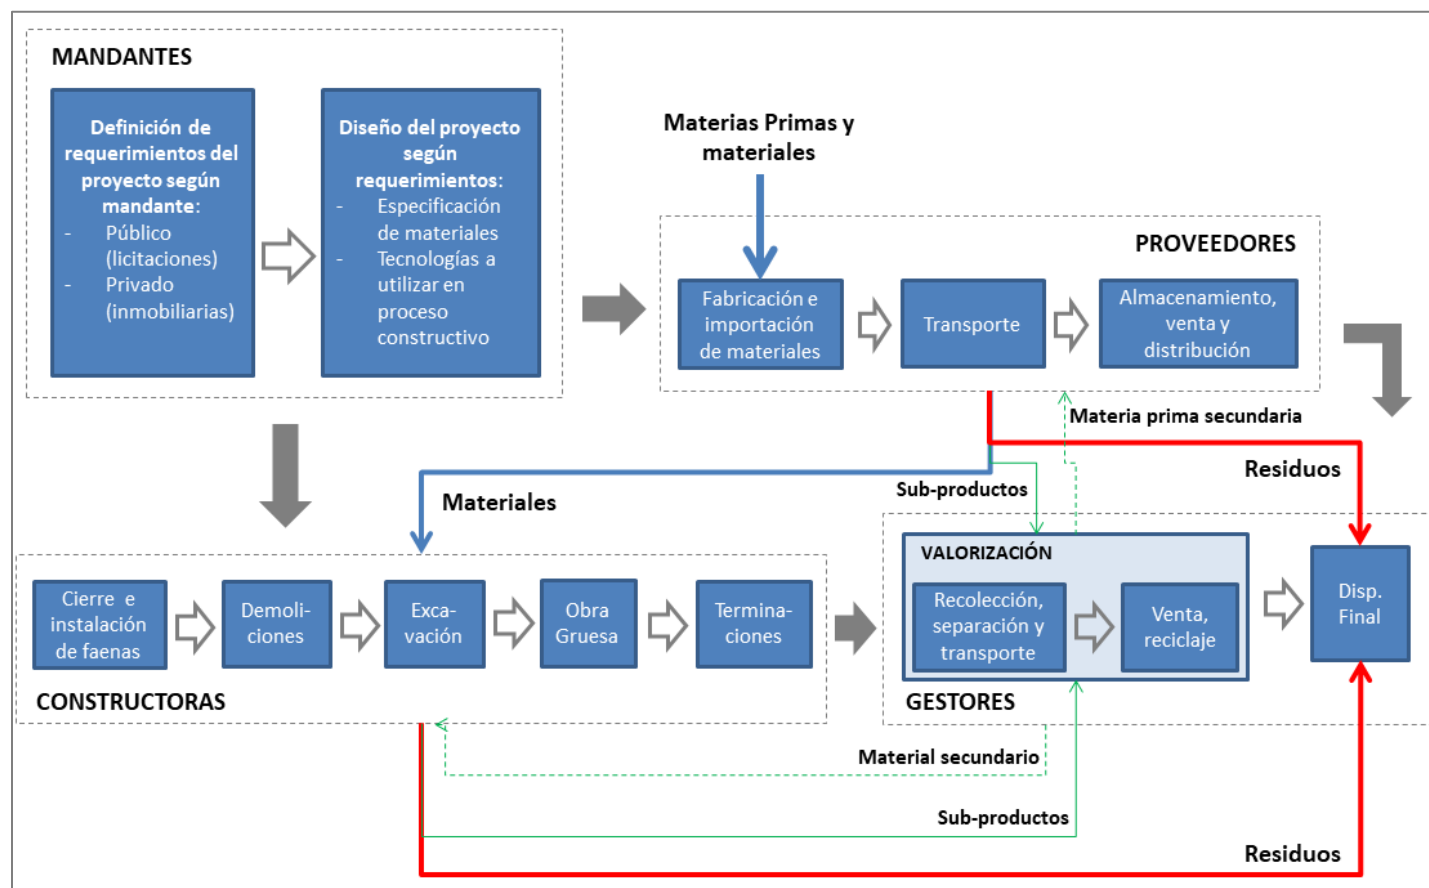 MANDANTES
Definición de
requerimientos del
proyecto según
mandante:
- Público
(licitaciones)
- Privado
(inmobiliarias)
Diseño del proyecto
según
requerimientos:
- Especificación
de materiales
- Tecnologías a
utilizar en
proceso
constructivo
Materias Primas y
materiales
PROVEEDORES
Fabricación e
importación
de materiales
Transporte
Almacenamiento,
venta y
distribución
Materia prima secundaria
Residuos
Sub-productos
Materiales
VALORIZACIÓN
Cierre e
instalación
de faenas
Demoli-
ciones
Exca-
vación
Obra
Gruesa
Termina-
ciones
CONSTRUCTORAS
Recolección,
separación y
transporte
Venta,
reciclaje
Disp.
Final
GESTORES
Material secundario
Sub-productos
Residuos